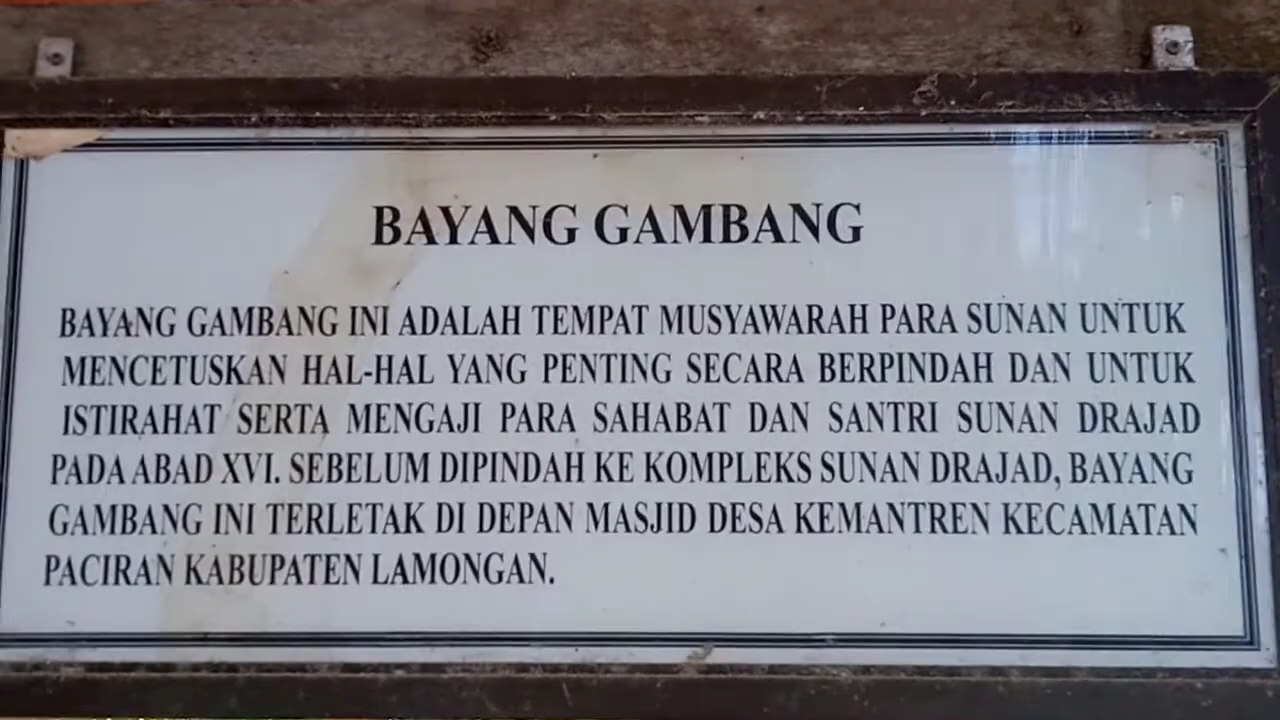 BAYANG GAMBANG
BAYANG GAMBANG INI ADALAH TEMPAT MUSYAWARAH PARA SUNAN UNTUK
MENCETUSKAN HAL-HAL YANG PENTING SECARA BERPINDAH DAN UNTUK
ISTIRAHAT SERTA MENGAJI PARA SAHABAT DAN SANTRI SUNAN DRAJAD
PADA ABAD XVI. SEBELUM DIPINDAH KE KOMPLEKS SUNAN DRAJAD, BAYANG
GAMBANG INI TERLETAK DI DEPAN MASJID DESA KEMANTREN KECAMATAN
PACIRAN KABUPATEN LAMONGAN.